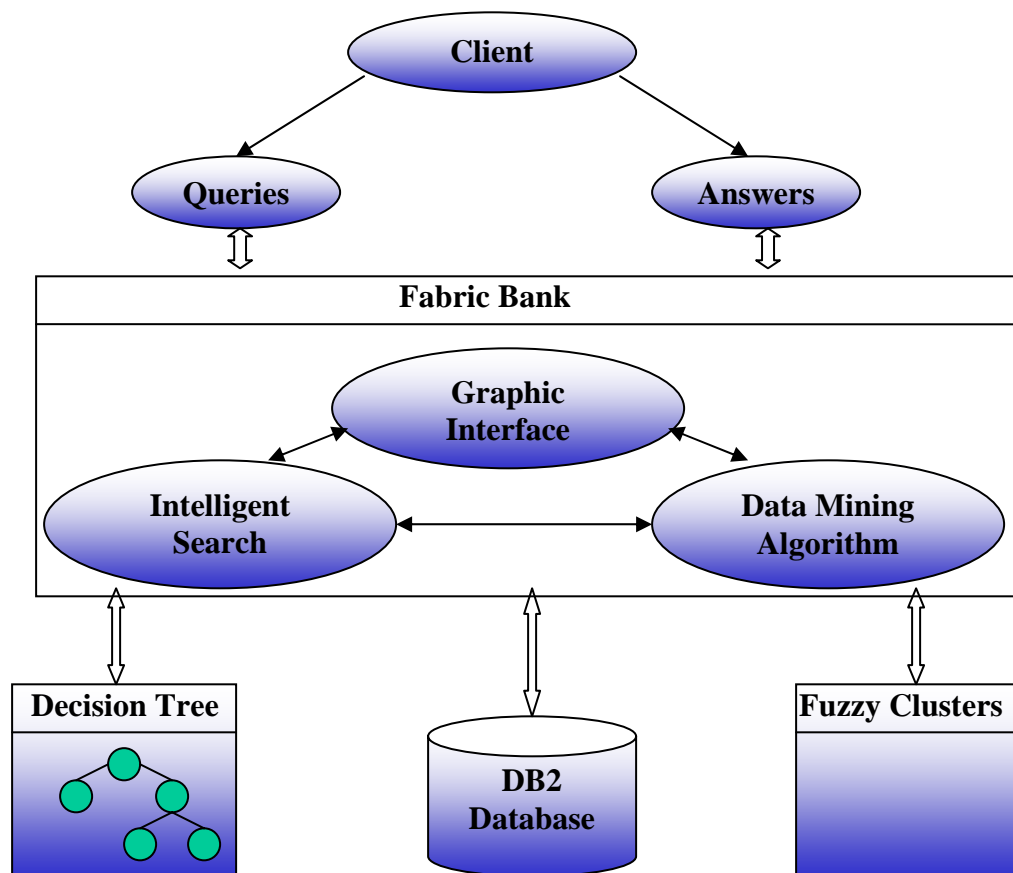 Client
Queries
Answers
Fabric Bank
Graphic
Interface
Intelligent
Search
Data Mining
Algorithm
Decision Tree
DB2
Database
Fuzzy Clusters